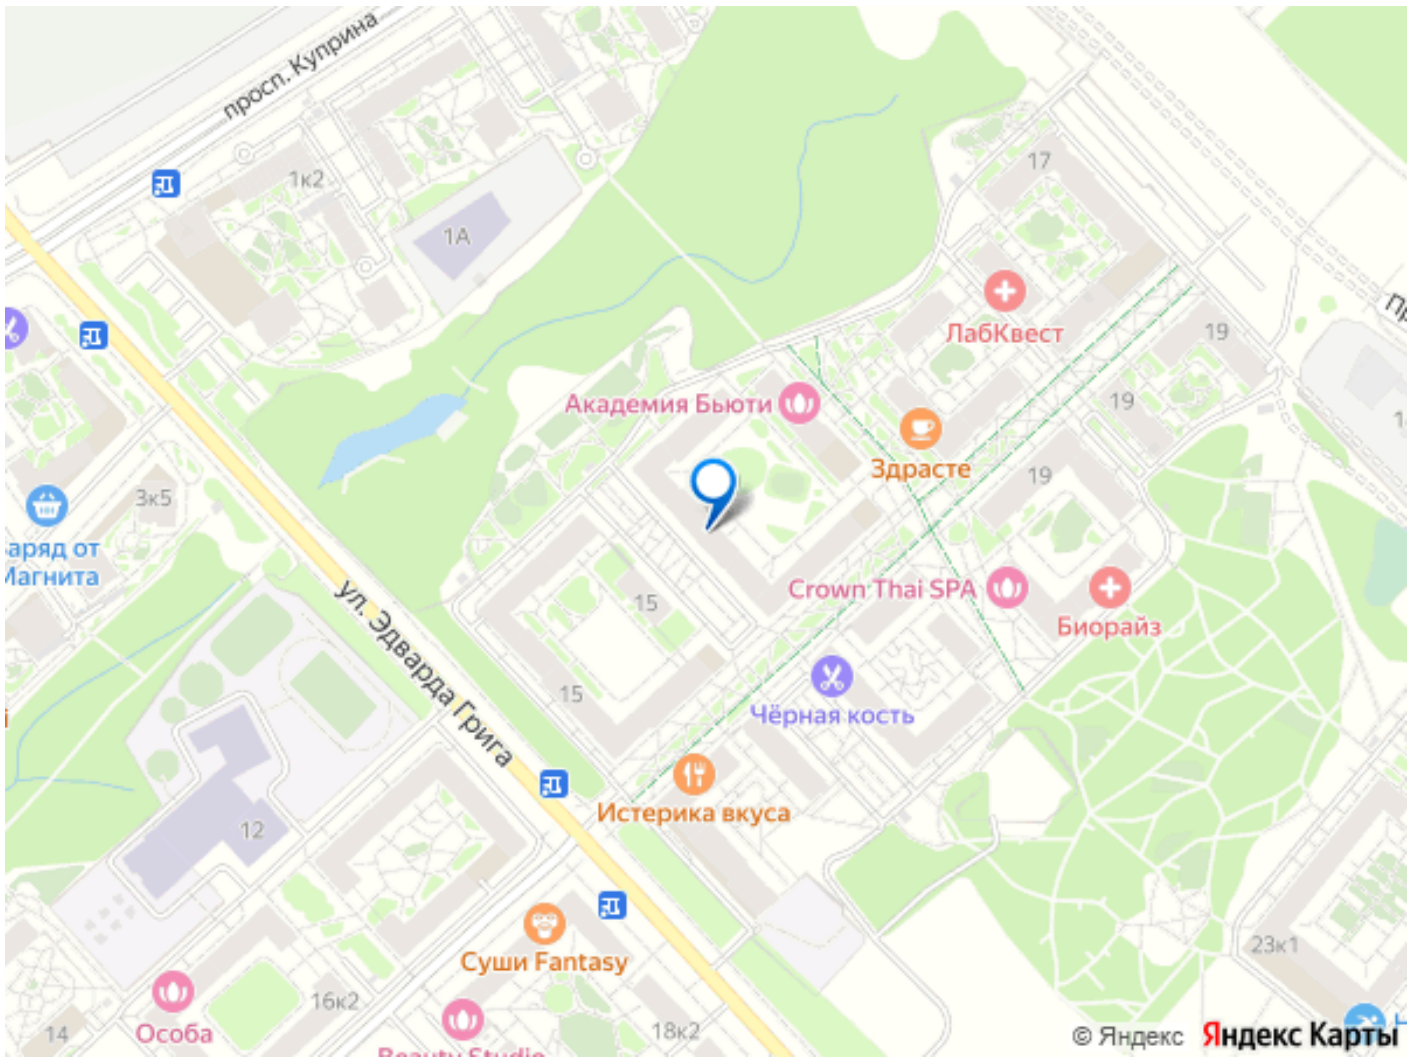 просп. Куприна
1к2
1А
17
ЛабКвест
19
Академия Бьюти
19
Здрасте
19
3к5
аряд от
Магнита
ул. Эдварда Грига
15
Crown Thai SPA
Биорайз
15
Чёрная кость
Истерика вкуса
12
Суши Fantasy
23к1
16к2
Особа
14
18к2
Beauty Studio
© Яндекс Яндекс Карты